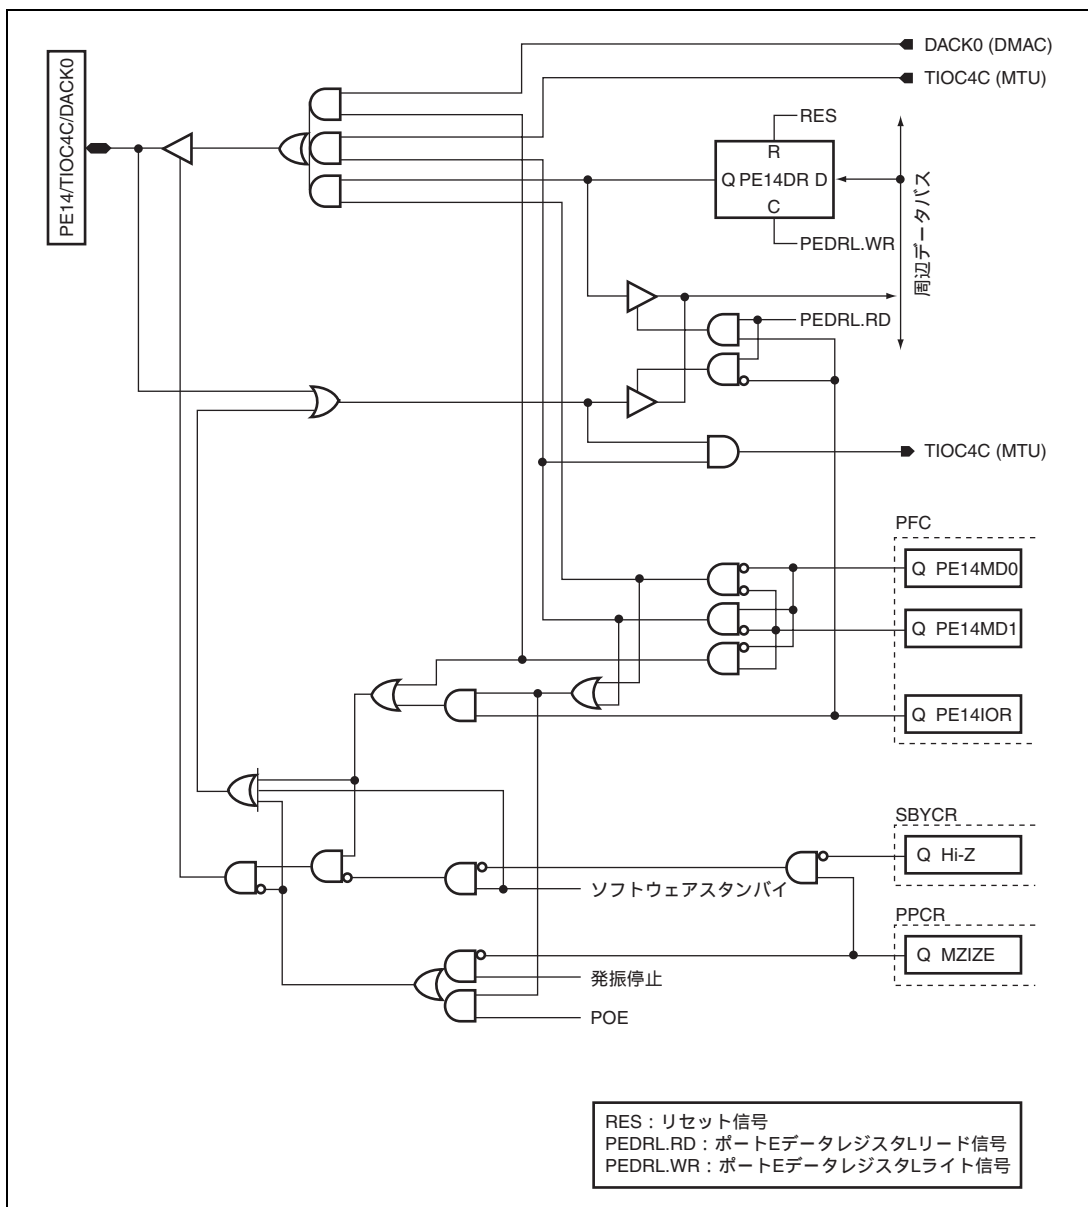 PE14/TIOC4C/DACK0
DACK0 (DMAC)
TIOC4C (MTU)
RES
R
Q PE14DR D
C
PEDRL.WR
周辺データバス
PEDRL.RD
TIOC4C (MTU)
PFC
Q PE14MD0
Q PE14MD1
Q PE14IOR
SBYCR
Q Hi-Z
ソフトウェアスタンバイ
PPCR
Q MZIZE
発振停止
POE
RES：リセット信号
PEDRL.RD：ポートEデータレジスタLリード信号
PEDRL.WR：ポートEデータレジスタLライト信号